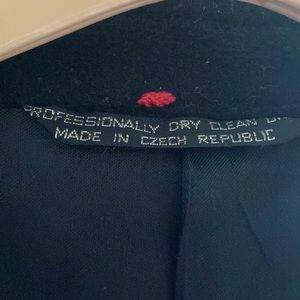 PROFESSIONALLY DRY CLEAN
MADE IN CZECH REPUBLIC